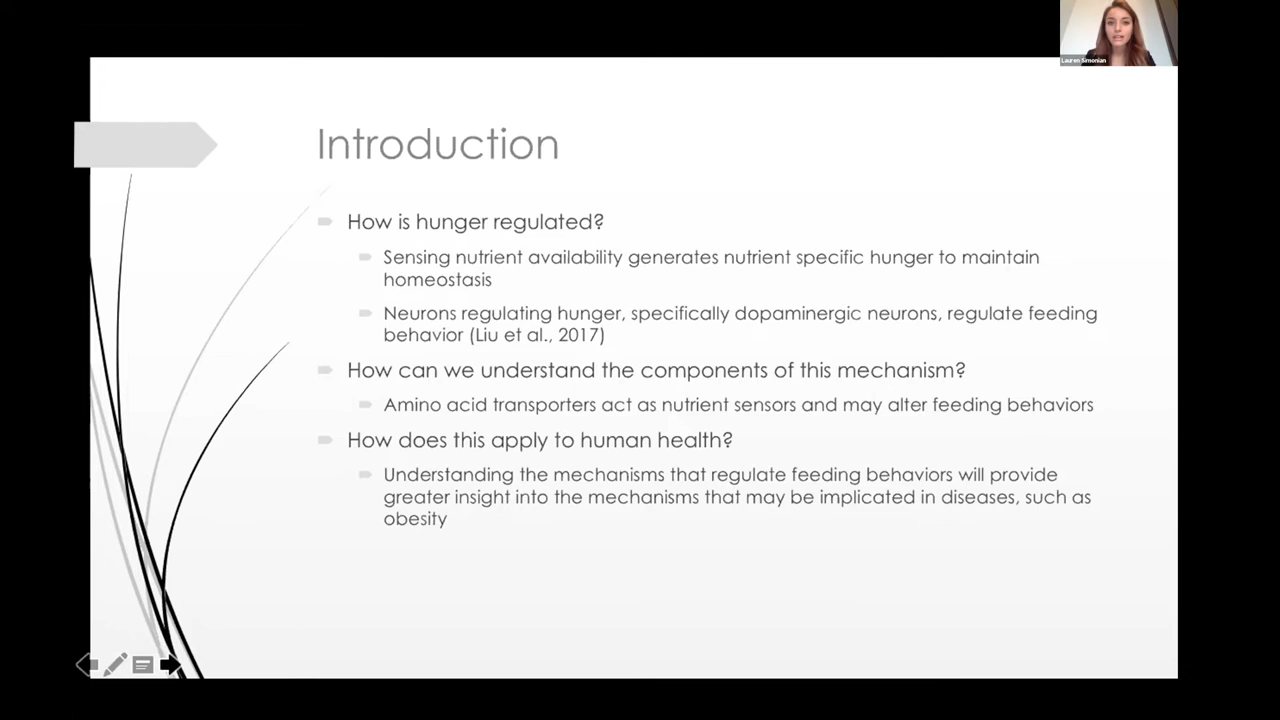 Lauren Simonian
Introduction
How is hunger regulated?
Sensing nutrient availability generates nutrient specific hunger to maintain
homeostasis
Neurons regulating hunger, specifically dopaminergic neurons, regulate feeding
behavior (Liu et al., 2017)
How can we understand the components of this mechanism?
Amino acid transporters act as nutrient sensors and may alter feeding behaviors
How does this apply to human health?
Understanding the mechanisms that regulate feeding behaviors will provide
greater insight into the mechanisms that may be implicated in diseases, such as
obesity